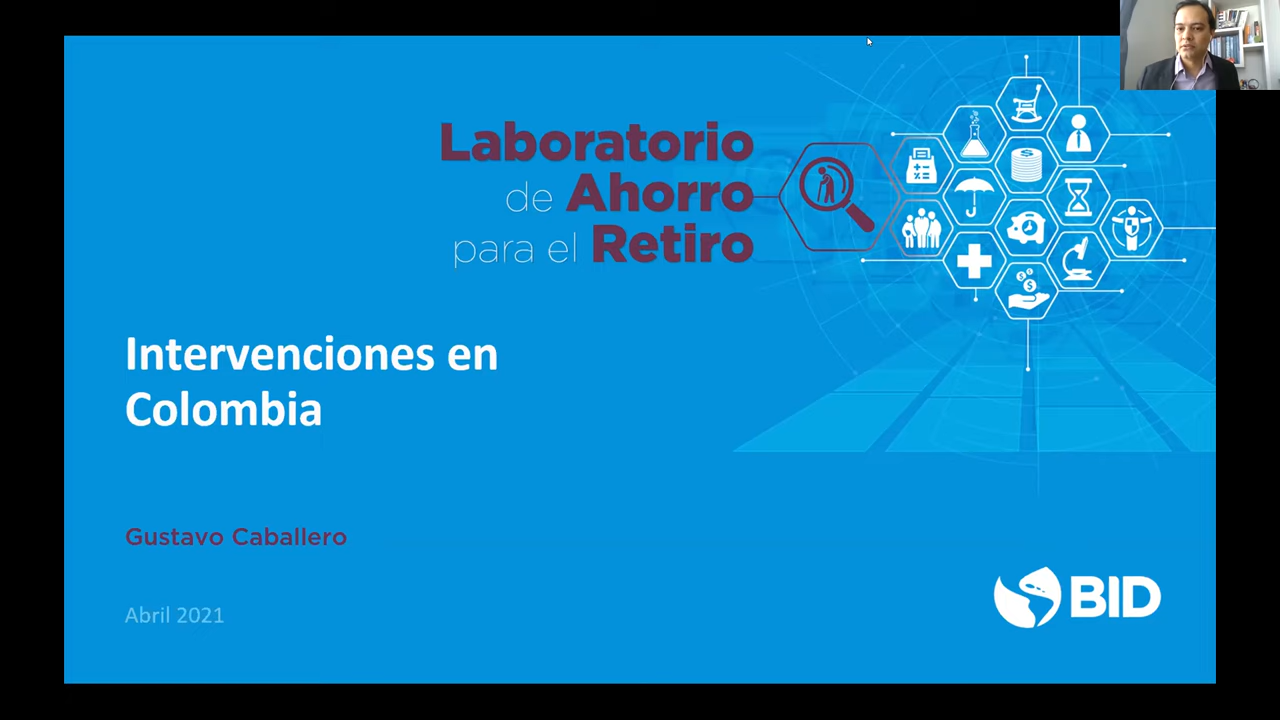 Laboratorio
de Ahorro
para el Retiro
Intervenciones en
Colombia
Gustavo Caballero
Abril 2021
BID